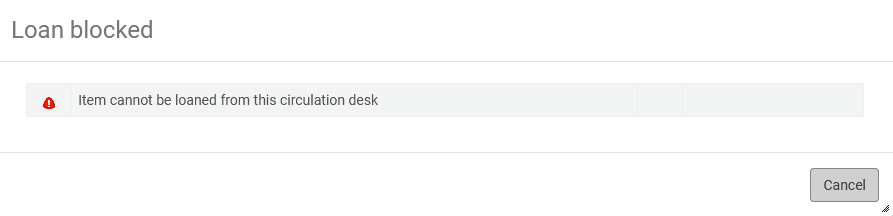 Loan blocked
Item cannot be loaned from this circulation desk
Cancel